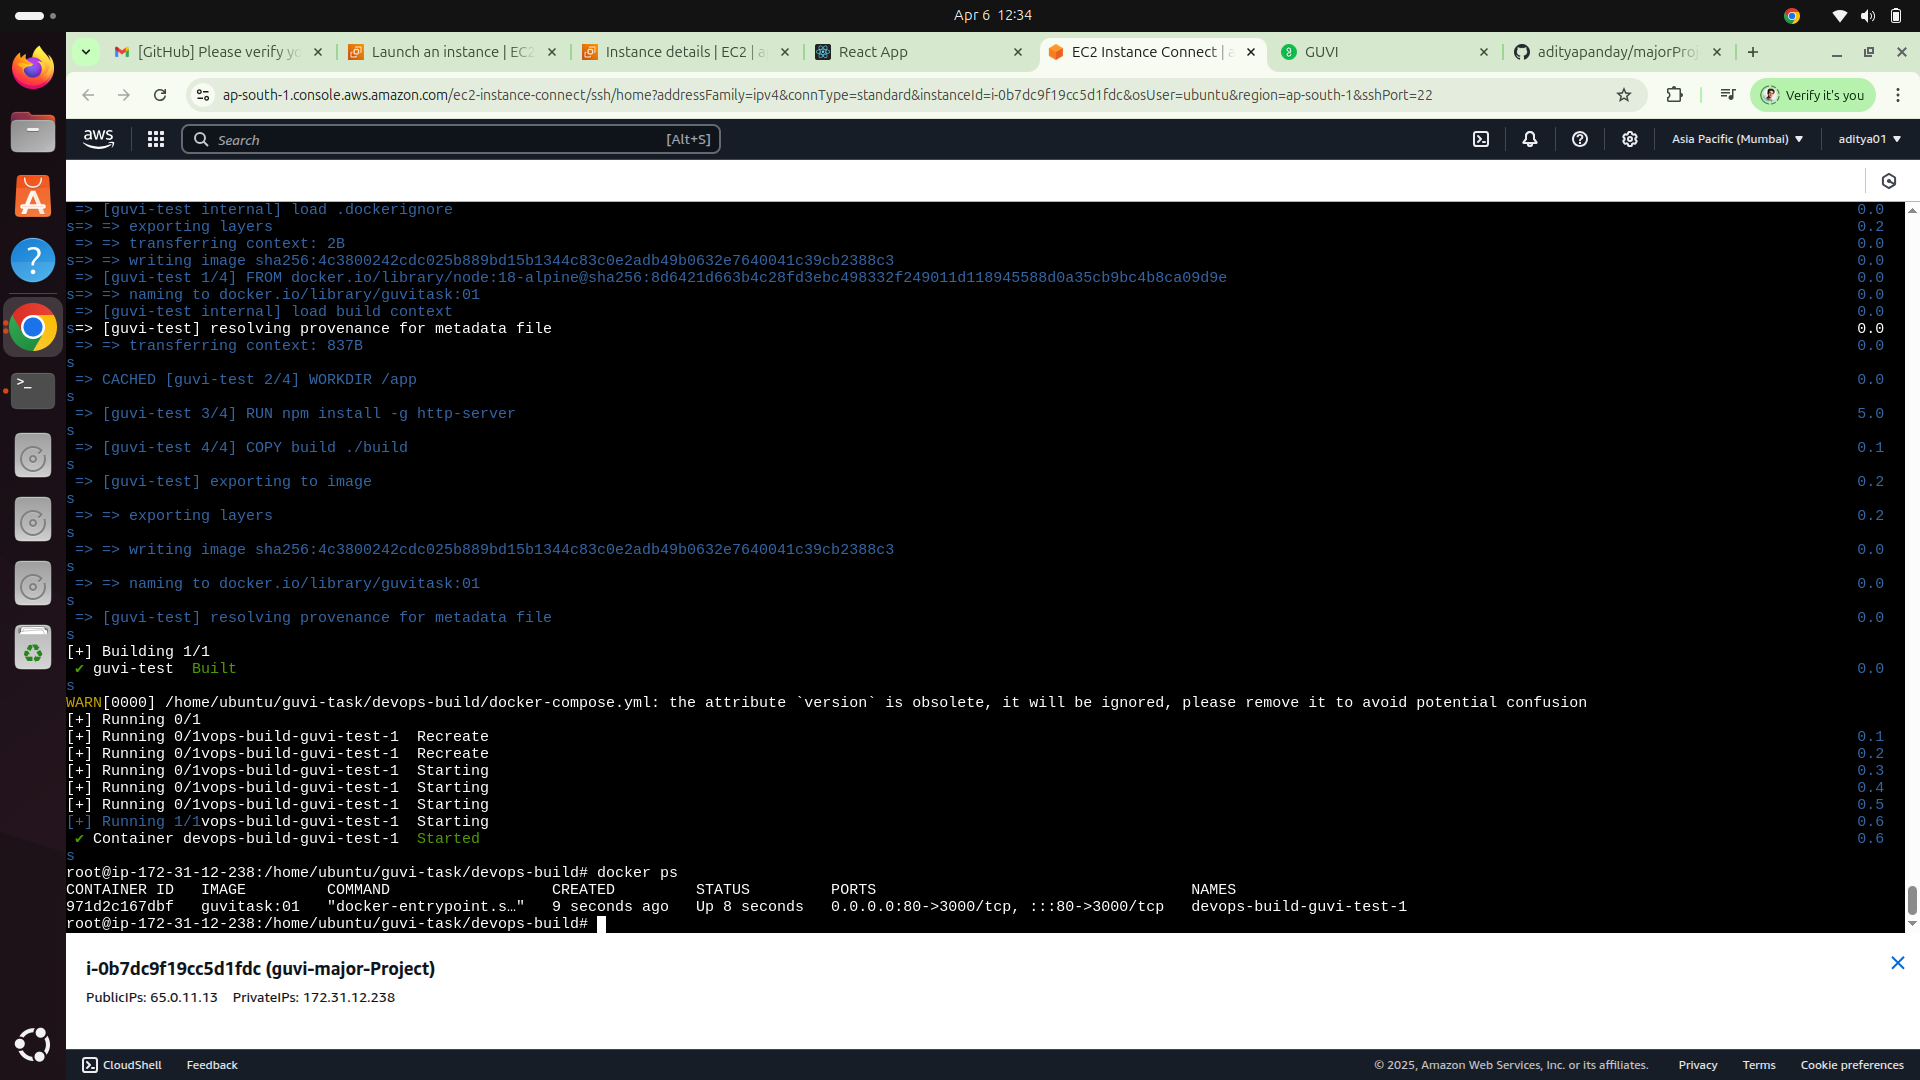 Apr 6 12:34
[GitHub] Please verify yo
Launch an instance | EC2
Instance details | EC2 | a
React App
EC2 Instance Connect | a
GUVI
adityapanday/majorProj
ap-south-1.console.aws.amazon.com/ec2-instance-connect/ssh/home?addressFamily=ipv4&connType=standard&instanceId=i-0b7dc9f19cc5d1fdc&osUser=ubuntu&region=ap-south-1&sshPort=22
Verify it's you
aws
Search
[Alt+S]
Asia Pacific (Mumbai)
aditya01
=> [guvi-test internal] load .dockerignore 0.0
s=> => exporting layers 0.2
=> => transferring context: 2B 0.0
s=> => writing image sha256:4c3800242cdc025b889bd15b1344c83c0e2adb49b0632e7640041c39cb2388c3 0.0
=> [guvi-test 1/4] FROM docker.io/library/node:18-alpine@sha256:8d6421d663b4c28fd3ebc498332f249011d118945588d0a35cb9bc4b8ca09d9e 0.0
s=> => naming to docker.io/library/guvitask:01 0.0
=> [guvi-test internal] load build context 0.0
s=> [guvi-test] resolving provenance for metadata file 0.0
=> => transferring context: 837B 0.0
s
=> CACHED [guvi-test 2/4] WORKDIR /app 0.0
s
=> [guvi-test 3/4] RUN npm install -g http-server 5.0
s
=> [guvi-test 4/4] COPY build ./build 0.1
s
=> [guvi-test] exporting to image 0.2
s
=> => exporting layers 0.2
s
=> => writing image sha256:4c3800242cdc025b889bd15b1344c83c0e2adb49b0632e7640041c39cb2388c3 0.0
s
=> => naming to docker.io/library/guvitask:01 0.0
s
=> [guvi-test] resolving provenance for metadata file 0.0
s
[+] Building 1/1
✔ guvi-test Built 0.0
s
WARN[0000] /home/ubuntu/guvi-task/devops-build/docker-compose.yml: the attribute `version` is obsolete, it will be ignored, please remove it to avoid potential confusion
[+] Running 0/1
[+] Running 0/1vops-build-guvi-test-1 Recreate 0.1
[+] Running 0/1vops-build-guvi-test-1 Recreate 0.2
[+] Running 0/1vops-build-guvi-test-1 Starting 0.3
[+] Running 0/1vops-build-guvi-test-1 Starting 0.4
[+] Running 0/1vops-build-guvi-test-1 Starting 0.5
[+] Running 1/1vops-build-guvi-test-1 Starting 0.6
✔ Container devops-build-guvi-test-1 Started 0.6
s
root@ip-172-31-12-238:/home/ubuntu/guvi-task/devops-build# docker ps
CONTAINER ID IMAGE COMMAND CREATED STATUS PORTS NAMES
971d2c167dbf guvitask:01 "docker-entrypoint.s…" 9 seconds ago Up 8 seconds 0.0.0.0:80->3000/tcp, :::80->3000/tcp devops-build-guvi-test-1
root@ip-172-31-12-238:/home/ubuntu/guvi-task/devops-build#
i-0b7dc9f19cc5d1fdc (guvi-major-Project)
PublicIPs: 65.0.11.13 PrivateIPs: 172.31.12.238
CloudShell
Feedback
© 2025, Amazon Web Services, Inc. or its affiliates.
Privacy
Terms
Cookie preferences